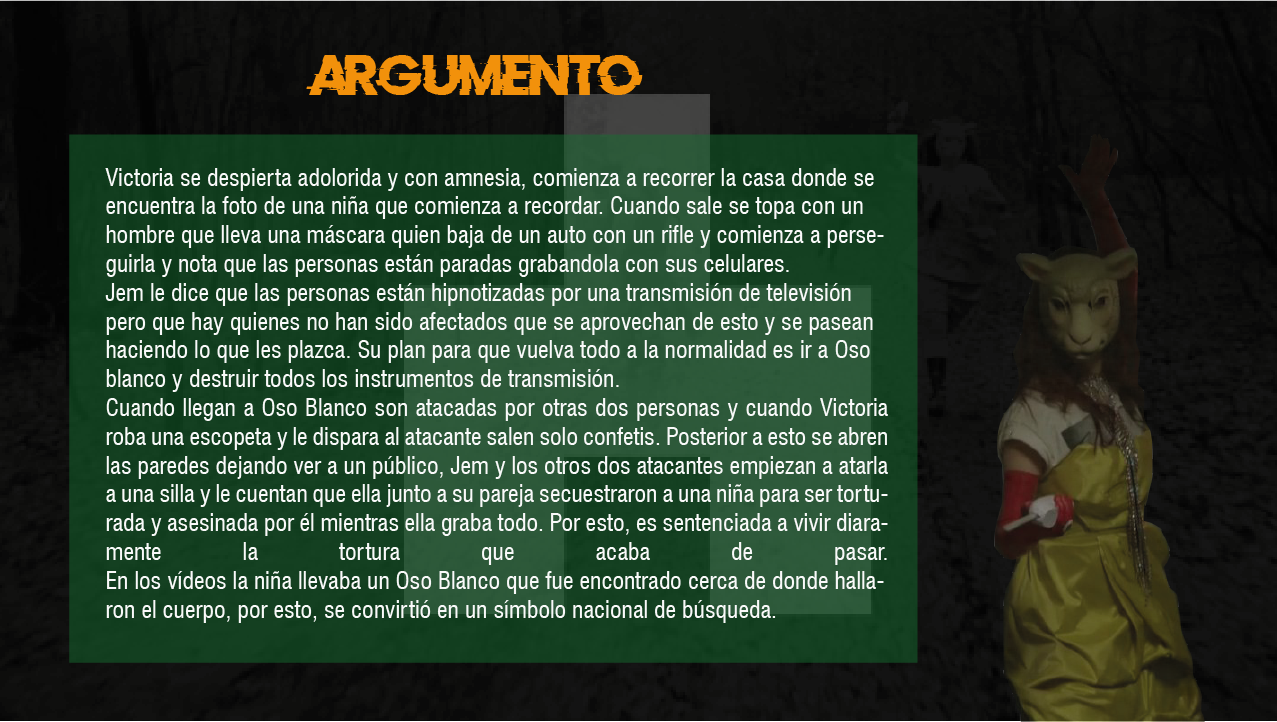 ARGUMENTO
Victoria se despierta adolorida y con amnesia, comienza a recorrer la casa donde se
encuentra la foto de una niña que comienza a recordar. Cuando sale se topa con un
hombre que lleva una máscara quien baja de un auto con un rifle y comienza a perse-
guirla y nota que las personas están paradas grabandola con sus celulares.
Jem le dice que las personas están hipnotizadas por una transmisión de televisión
pero que hay quienes no han sido afectados que se aprovechan de esto y se pasean
haciendo lo que les plazca. Su plan para que vuelva todo a la normalidad es ir a Oso
blanco y destruir todos los instrumentos de transmisión.
Cuando llegan a Oso Blanco son atacadas por otras dos personas y cuando Victoria
roba una escopeta y le dispara al atacante salen solo confetis. Posterior a esto se abren
las paredes dejando ver a un público, Jem y los otros dos atacantes empiezan a atarla
a una silla y le cuentan que ella junto a su pareja secuestraron a una niña para ser tortu-
rada y asesinada por él mientras ella graba todo. Por esto, es sentenciada a vivir diara-
mente la tortura que acaba de pasar.
En los vídeos la niña llevaba un Oso Blanco que fue encontrado cerca de donde halla-
ron el cuerpo, por esto, se convirtió en un símbolo nacional de búsqueda.